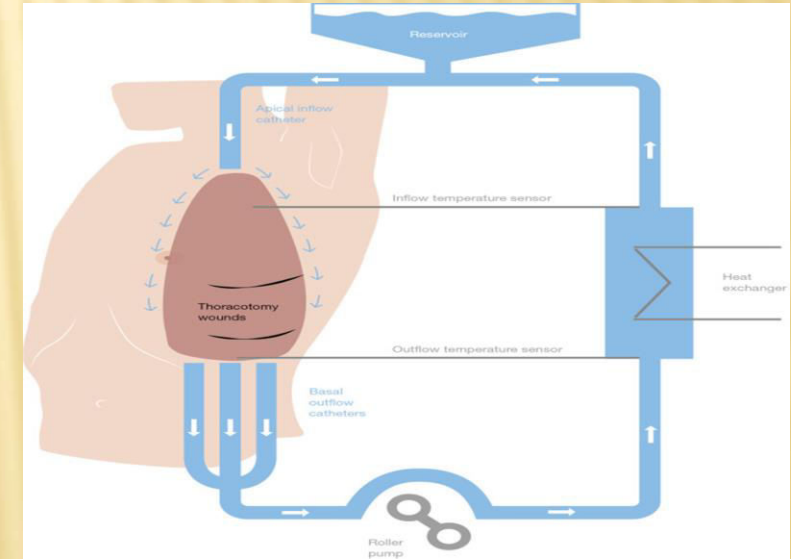 Reservoir
Apical inflow
catheter
Inflow temperature sensor
Heat
exchanger
Thoracotomy
wounds
Outflow temperature sensor
Basal
outflow
catheters
Roller
pump